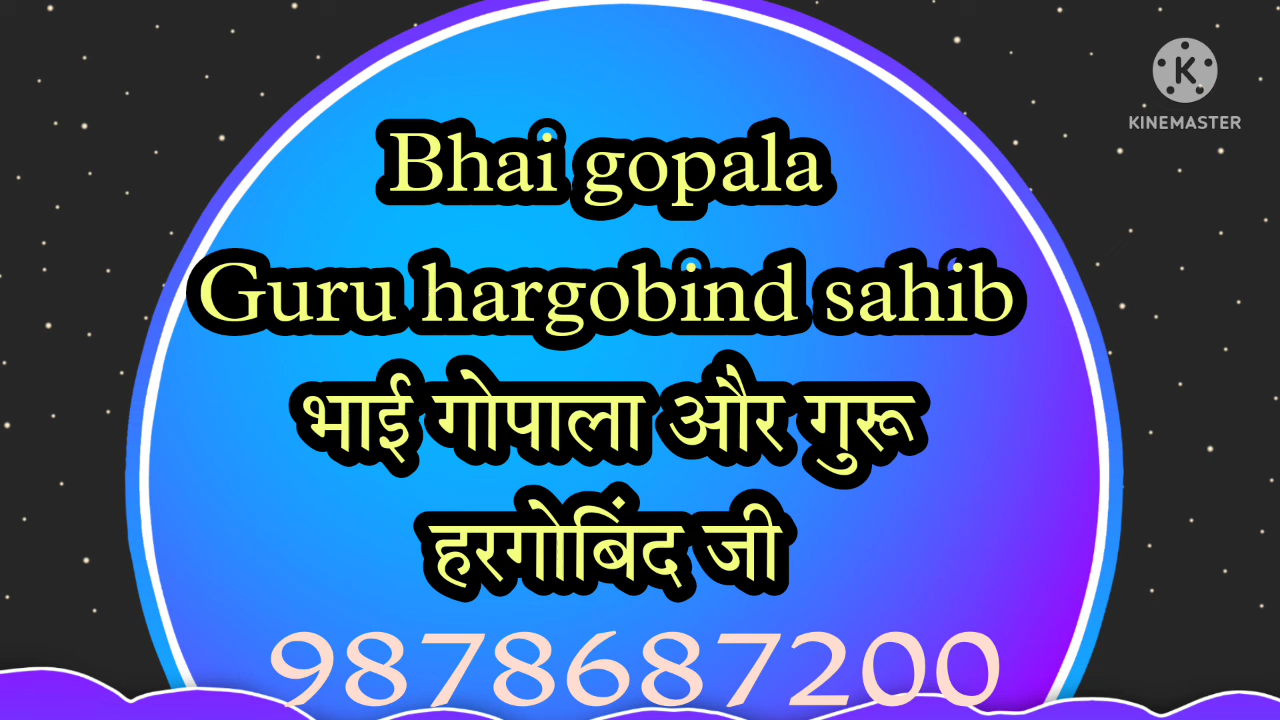 KINEMASTER
Bhai gopala
Guru hargobind sahib
भाई गोपाला और गुरू
हरगोबिंद जी
9878687200